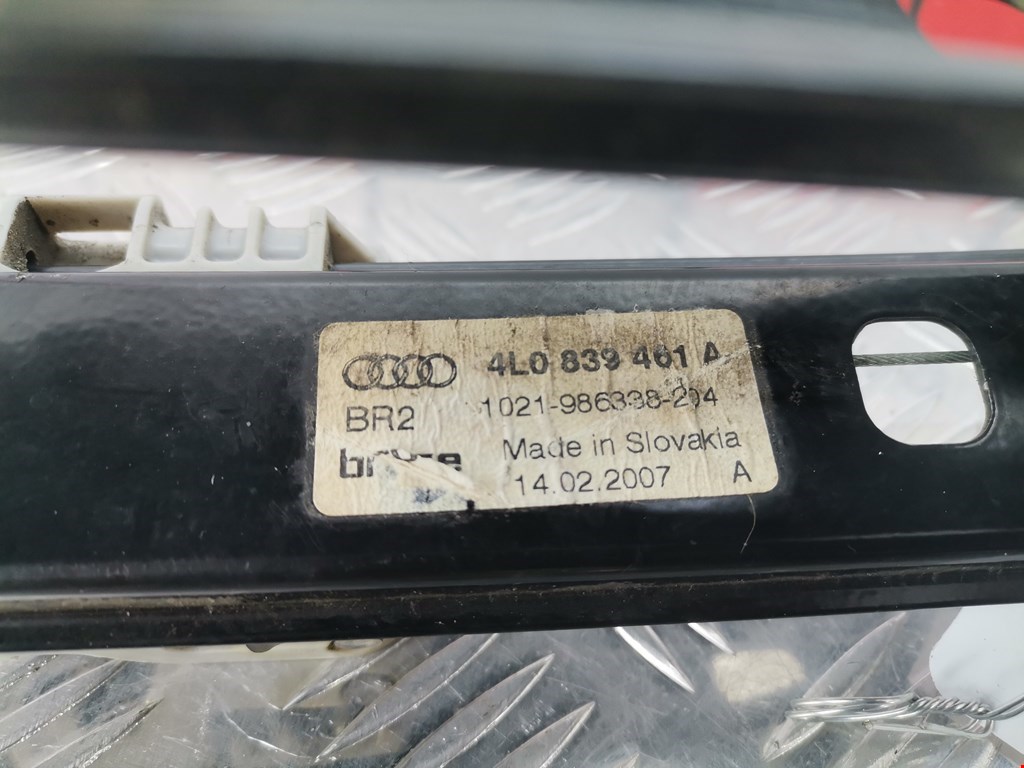 4L0 839 461 A
BR2
1021-986338-204
Made in Slovakia
14.02.2007 A